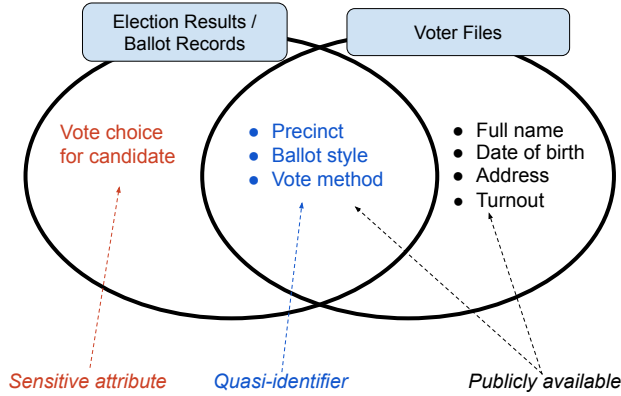 Election Results /
Ballot Records
Voter Files
Vote choice
for candidate
● Precinct
● Ballot style
● Vote method
● Full name
● Date of birth
● Address
● Turnout
Sensitive attribute
Quasi-identifier
Publicly available